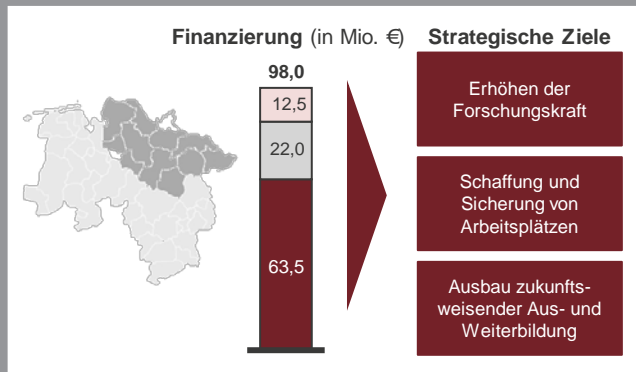 Finanzierung (in Mio. €)
98,0
12,5
22,0
63,5
Strategische Ziele
Erhöhen der
Forschungskraft
Schaffung und
Sicherung von
Arbeitsplätzen
Ausbau zukunfts-
weisender Aus- und
Weiterbildung